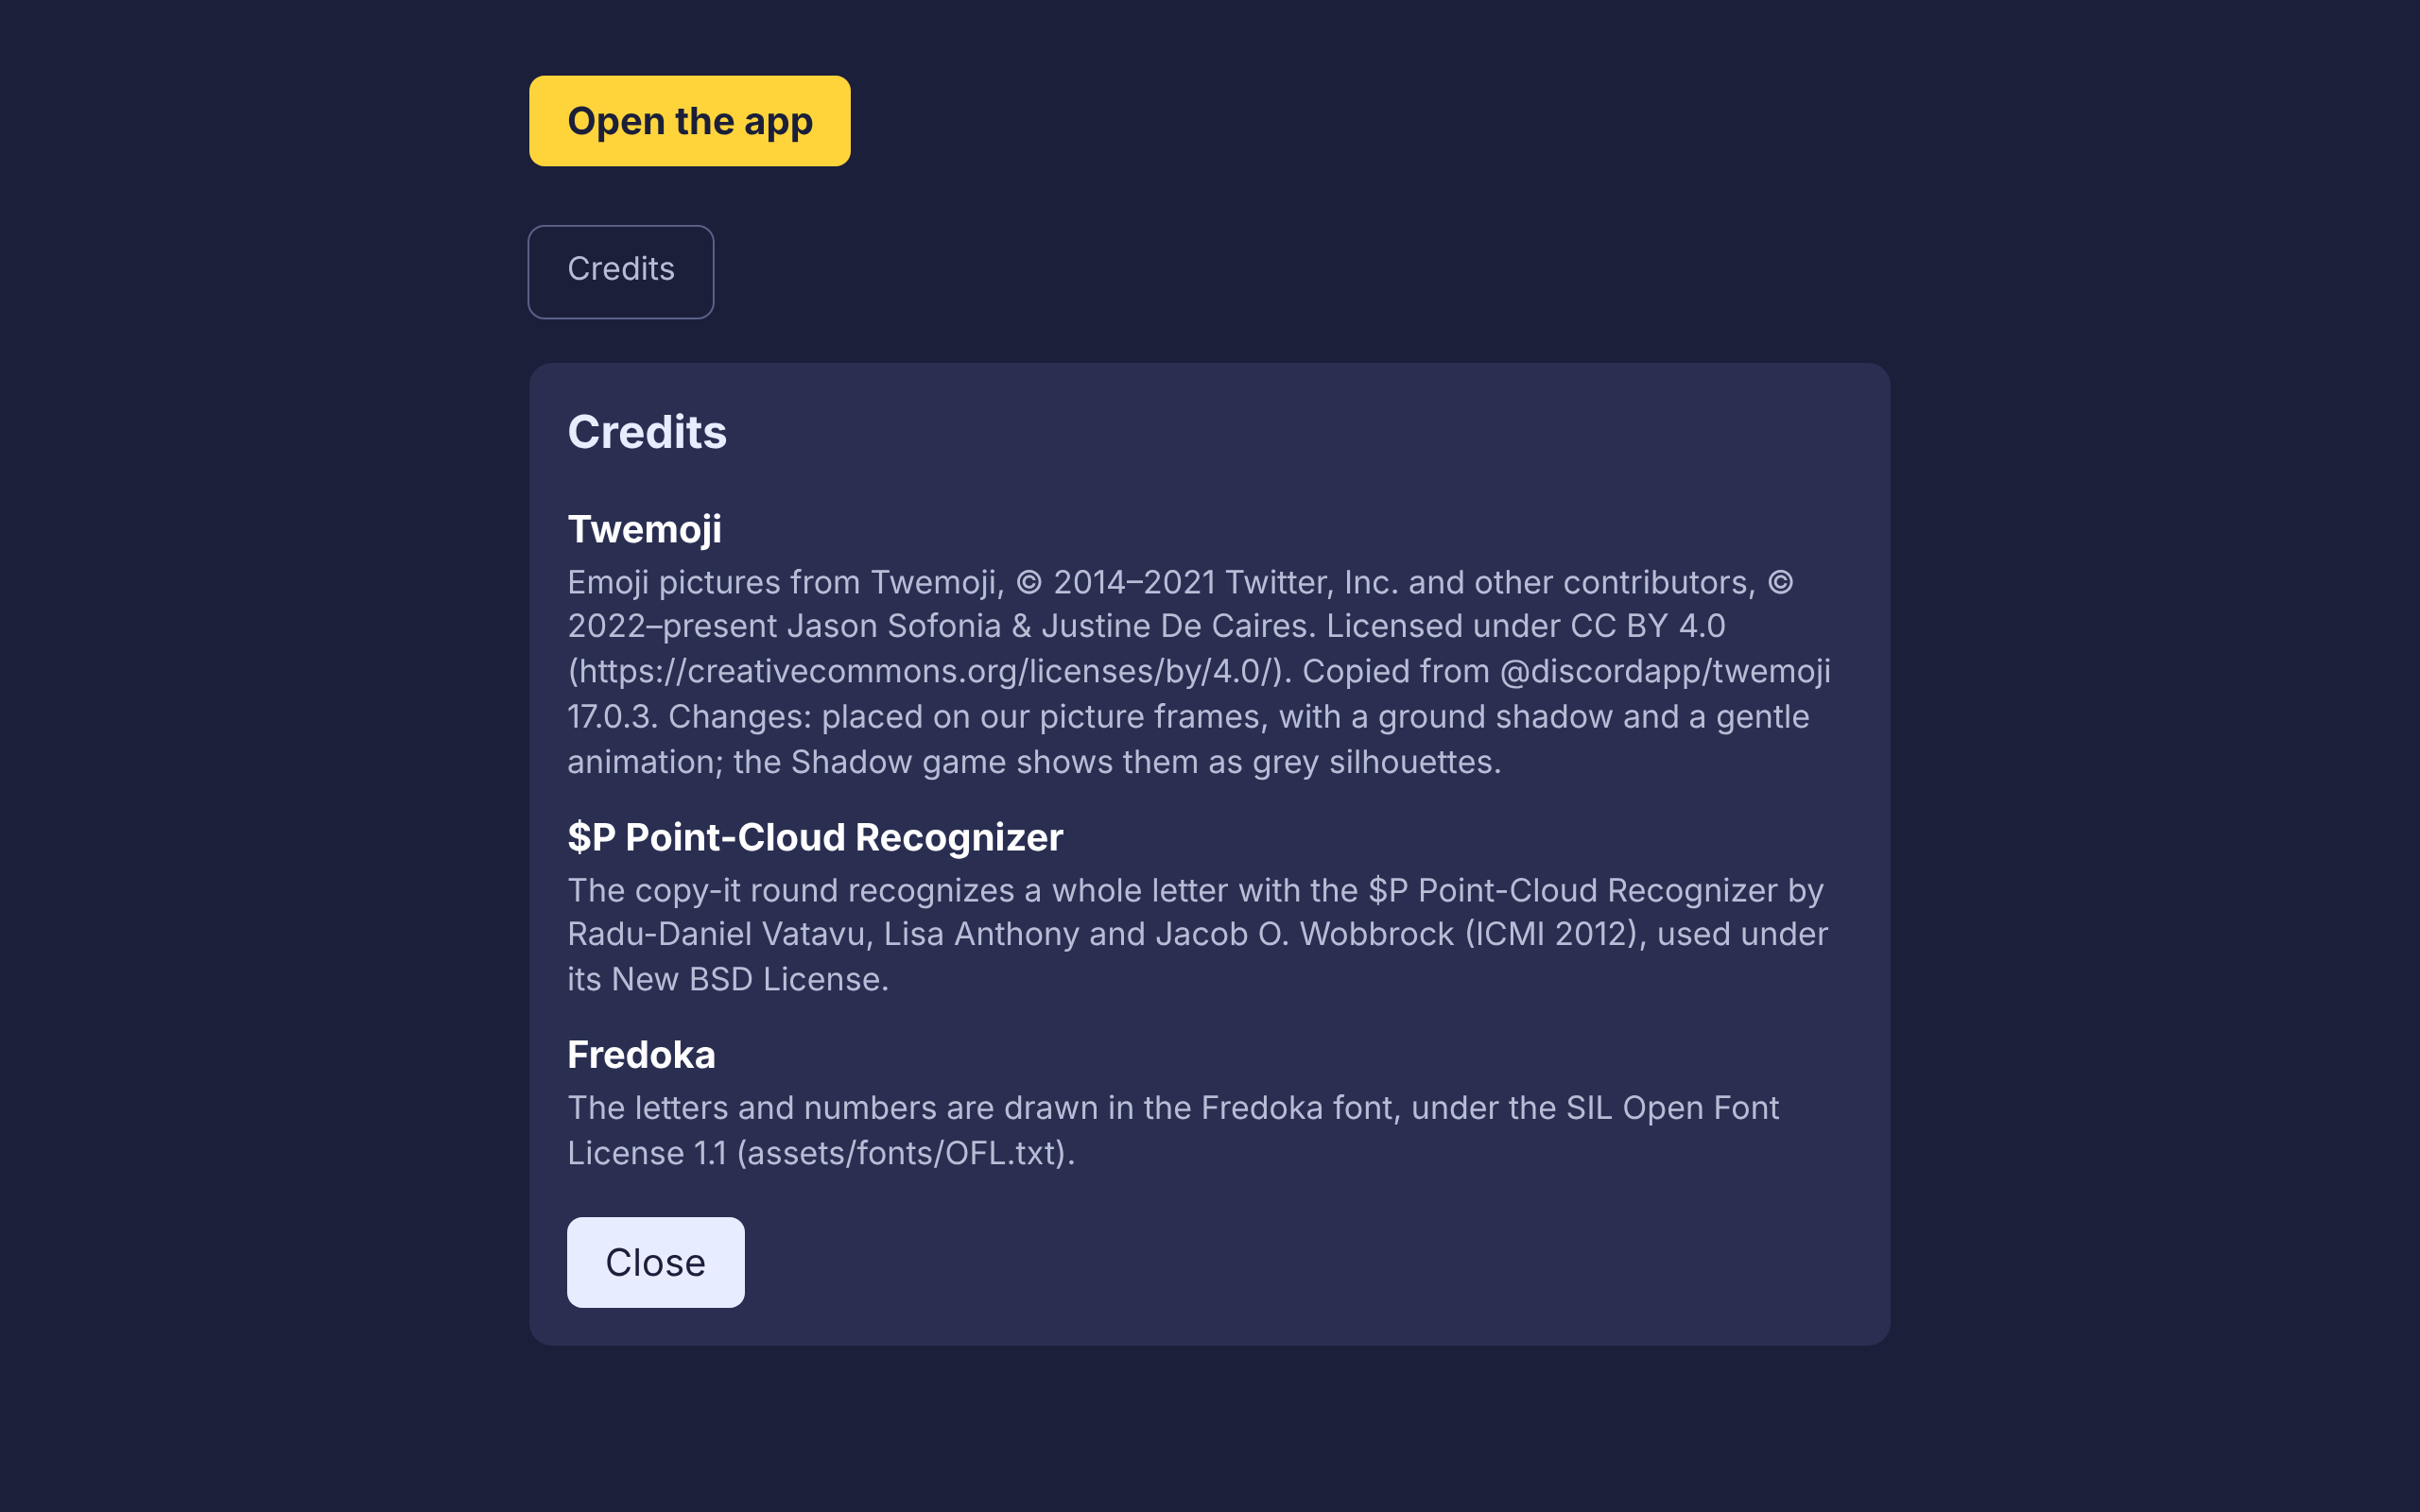 Open the app
Credits
Credits
Twemoji
Emoji pictures from Twemoji, © 2014–2021 Twitter, Inc. and other contributors, ©
2022–present Jason Sofonia & Justine De Caires. Licensed under CC BY 4.0
(https://creativecommons.org/licenses/by/4.0/). Copied from @discordapp/twemoji
17.0.3. Changes: placed on our picture frames, with a ground shadow and a gentle
animation; the Shadow game shows them as grey silhouettes.
$P Point-Cloud Recognizer
The copy-it round recognizes a whole letter with the $P Point-Cloud Recognizer by
Radu-Daniel Vatavu, Lisa Anthony and Jacob O. Wobbrock (ICMI 2012), used under
its New BSD License.
Fredoka
The letters and numbers are drawn in the Fredoka font, under the SIL Open Font
License 1.1 (assets/fonts/OFL.txt).
Close